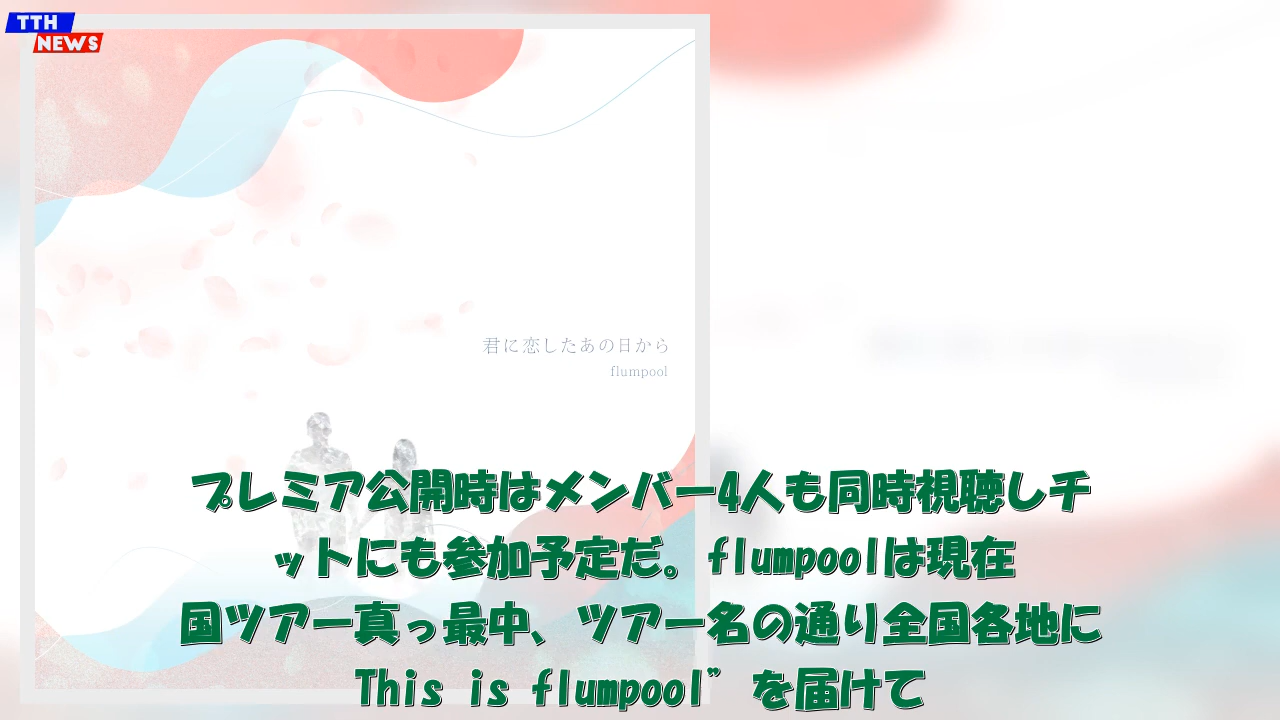 TTH
NEWS
君に恋したあの日から
flumpool
プレミア公開時はメンバー4人も同時視聴しチ
ットにも参加予定だ。flumpoolは現在
国ツアー真っ最中、ツアー名の通り全国各地に
This is flumpool”を届けて